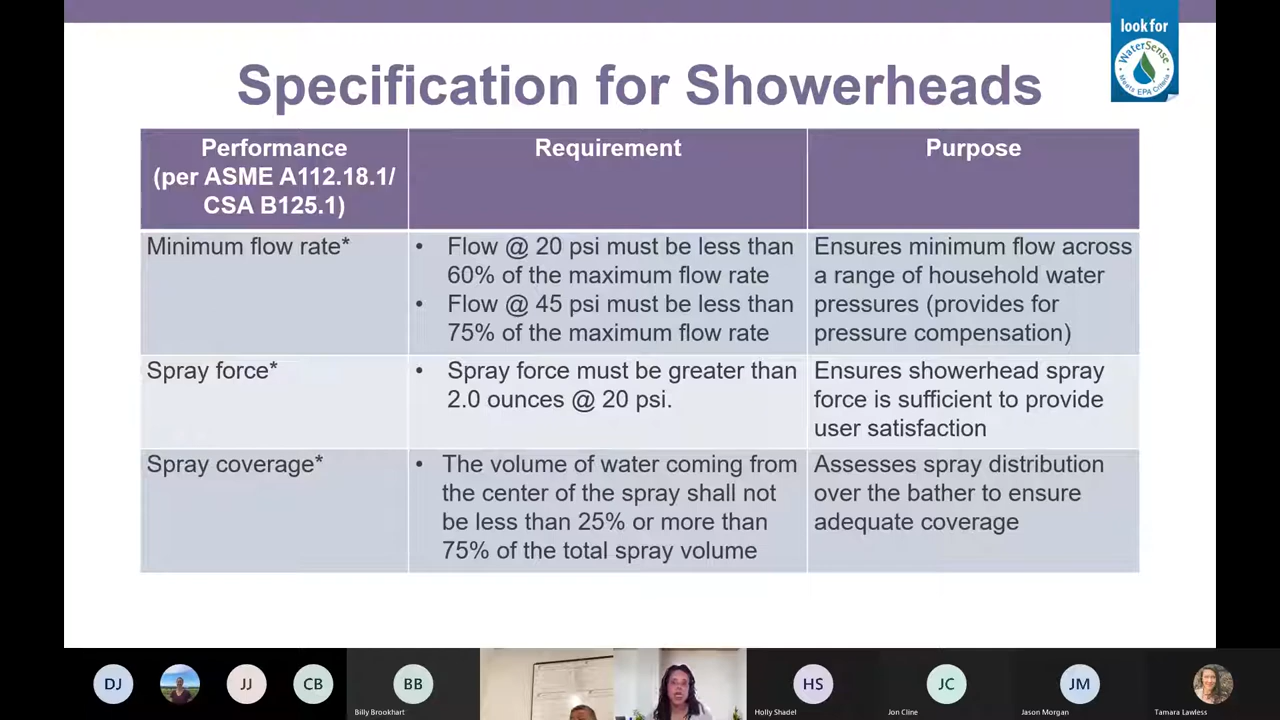 look for
WaterSense
Meets EPA Criteria
Specification for Showerheads
Performance
(per ASME A112.18.1/
CSA B125.1)
Requirement
Purpose
Minimum flow rate*
• Flow @ 20 psi must be less than
60% of the maximum flow rate
• Flow @ 45 psi must be less than
75% of the maximum flow rate
Ensures minimum flow across
a range of household water
pressures (provides for
pressure compensation)
Spray force*
• Spray force must be greater than
2.0 ounces @ 20 psi.
Ensures showerhead spray
force is sufficient to provide
user satisfaction
Spray coverage*
• The volume of water coming from
the center of the spray shall not
be less than 25% or more than
75% of the total spray volume
Assesses spray distribution
over the bather to ensure
adequate coverage
DJ
JJ
CB
BB
HS
JC
JM
Billy Brookhart
Holly Shadel
Jon Cline
Jason Morgan
Tamara Lawless